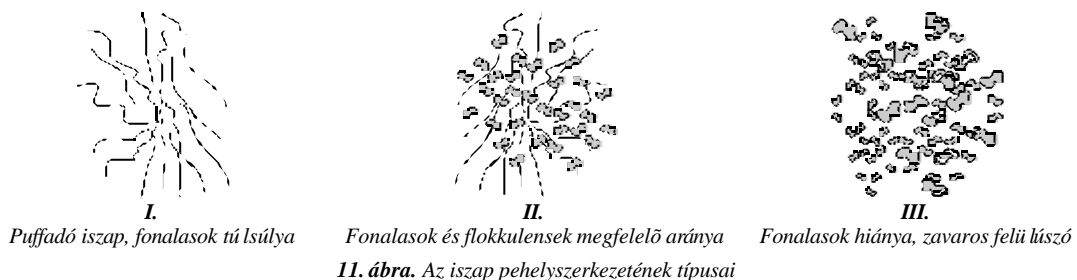 I. II. III.
Puffadó iszap, fonalasok túlsúlya Fonalasok és flokkulensek megfelelõ aránya Fonalasok hiánya, zavaros felülúszó
11. ábra. Az iszap pehelyszerkezetének típusai